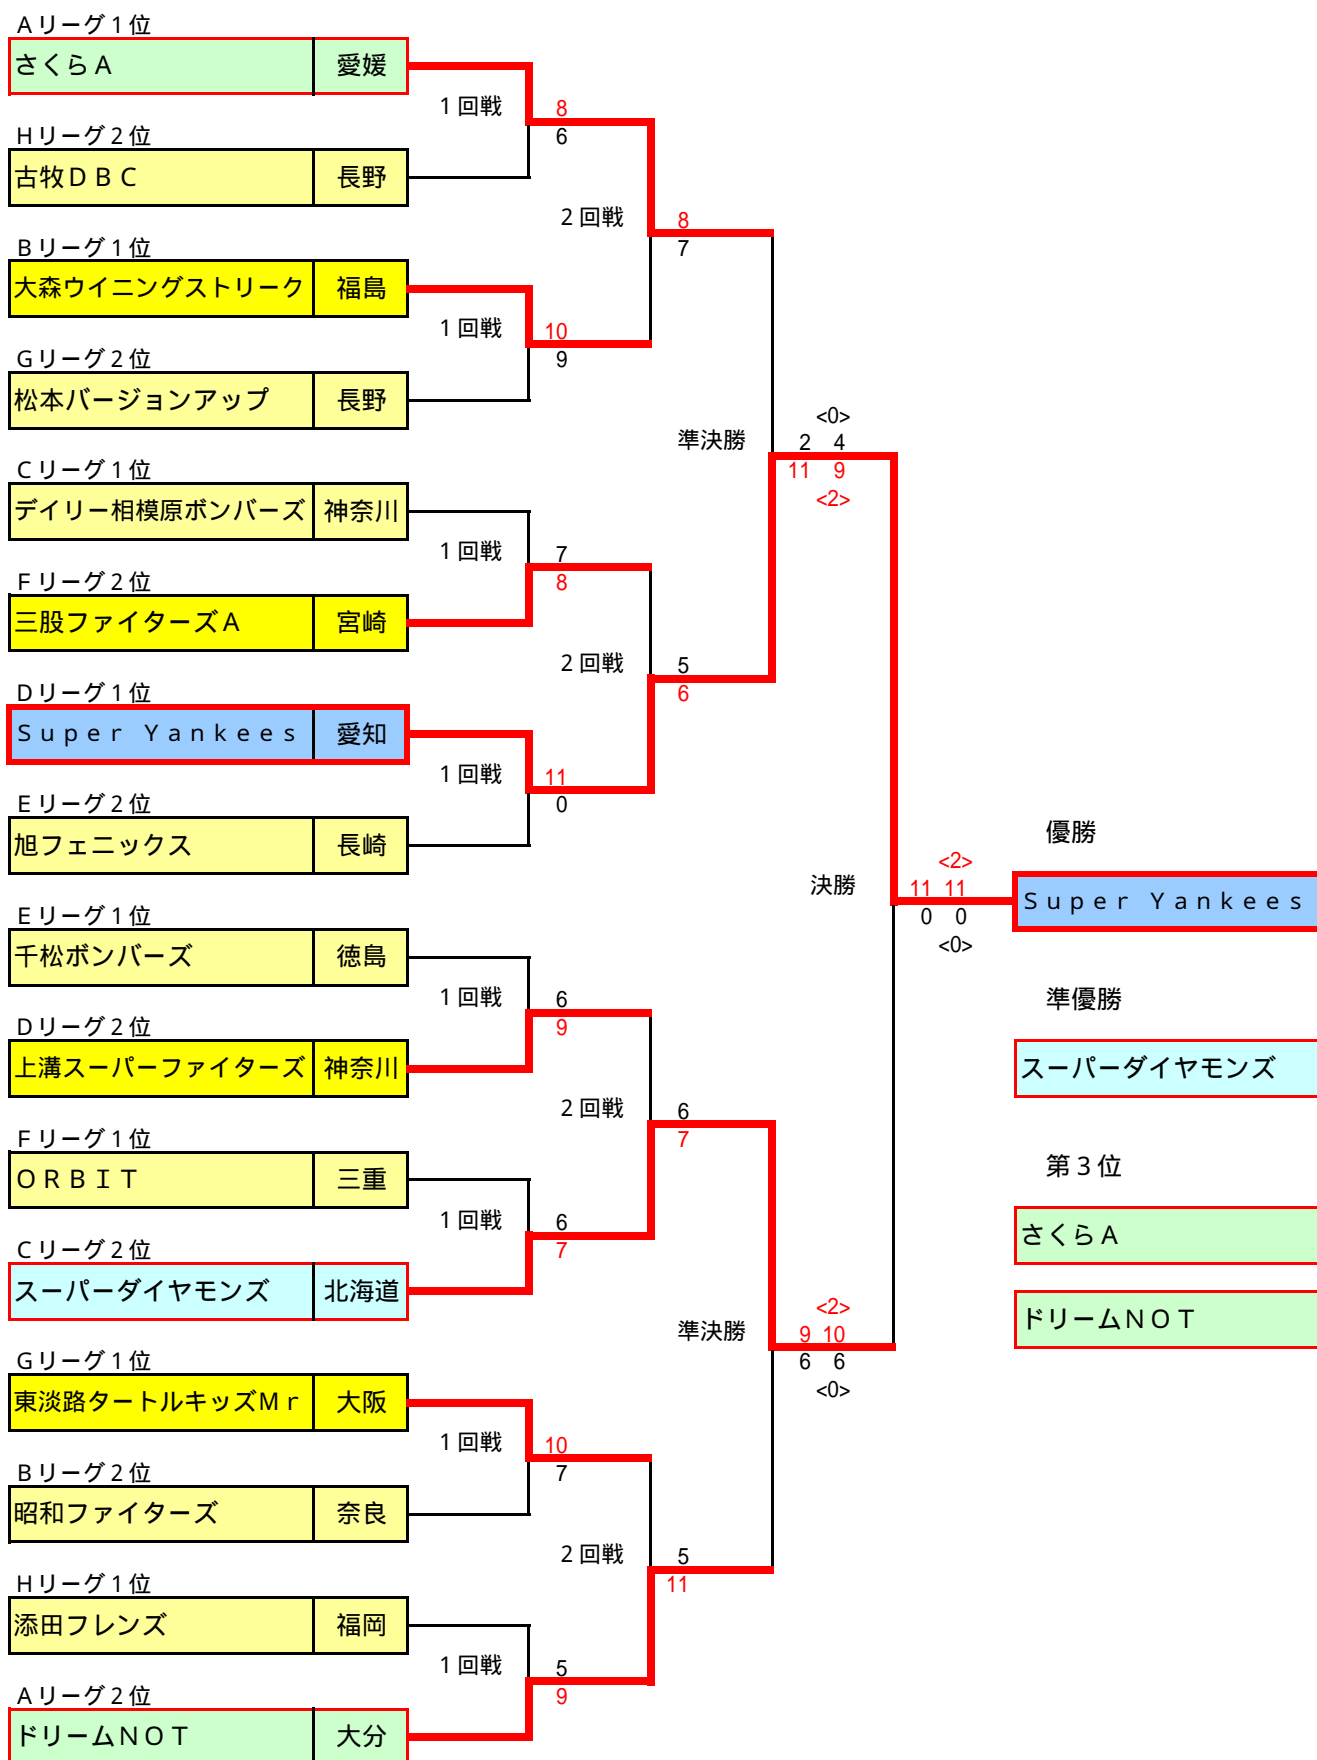 Ａリーグ１位
さくらＡ 愛媛
１回戦 8
6
Ｈリーグ２位
古牧ＤＢＣ 長野
２回戦 8
7
Ｂリーグ１位
大森ウイニングストリーク 福島
１回戦 10
9
Ｇリーグ２位
松本バージョンアップ 長野
準決勝 <0>
2 4
11 9
<2>
Ｃリーグ１位
デイリー相模原ボンバーズ 神奈川
１回戦 7
8
Ｆリーグ２位
三股ファイターズＡ 宮崎
２回戦 5
6
Ｄリーグ１位
Ｓｕｐｅｒ Ｙａｎｋｅｅｓ 愛知
１回戦 11
0
Ｅリーグ２位
旭フェニックス 長崎
優勝
決勝 <2>
11 11
0 0
<0>
Ｓｕｐｅｒ Ｙａｎｋｅｅｓ
Ｅリーグ１位
千松ボンバーズ 徳島
１回戦 6
9
準優勝
スーパーダイヤモンズ
Ｄリーグ２位
上溝スーパーファイターズ 神奈川
２回戦 6
7
第３位
さくらＡ
ドリームＮＯＴ
Ｆリーグ１位
ＯＲＢＩＴ 三重
１回戦 6
7
Ｃリーグ２位
スーパーダイヤモンズ 北海道
準決勝 <2>
9 10
6 6
<0>
Ｇリーグ１位
東淡路タートルキッズＭｒ 大阪
１回戦 10
7
Ｂリーグ２位
昭和ファイターズ 奈良
２回戦 5
11
Ｈリーグ１位
添田フレンズ 福岡
１回戦 5
9
Ａリーグ２位
ドリームＮＯＴ 大分